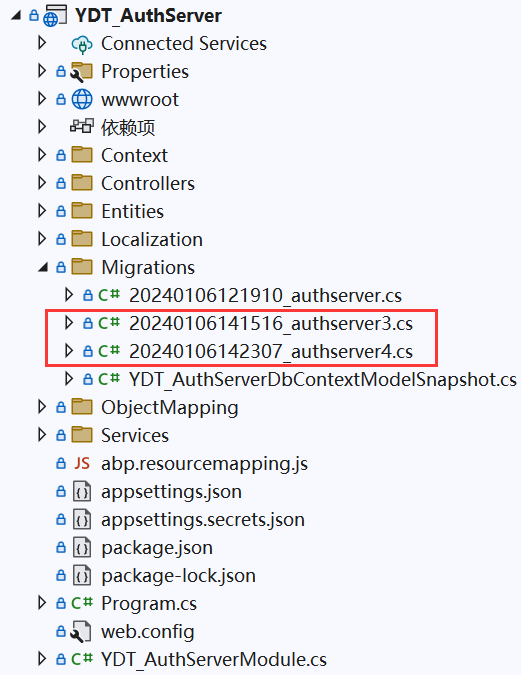 YDT_AuthServer
Connected Services
Properties
wwwroot
依赖项
Context
Controllers
Entities
Localization
Migrations
C# 20240106121910_authserver.cs
C# 20240106141516_authserver3.cs
C# 20240106142307_authserver4.cs
C# YDT_AuthServerDbContextModelSnapshot.cs
ObjectMapping
Services
JS abp.resourcemapping.js
appsettings.json
appsettings.secrets.json
package.json
package-lock.json
C# Program.cs
web.config
C# YDT_AuthServerModule.cs